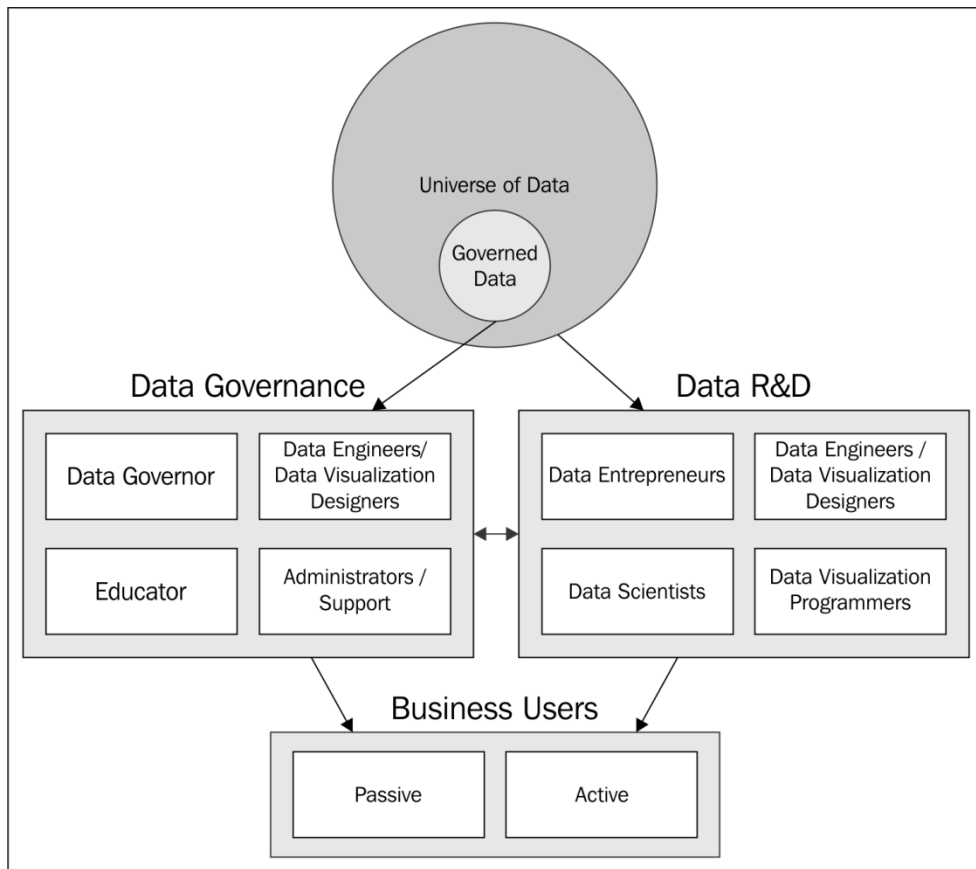 Universe of Data
Governed
Data
Data Governance
Data R&D
Data Governor
Data Engineers/
Data Visualization
Designers
Educator
Administrators /
Support
Data Entrepreneurs
Data Engineers /
Data Visualization
Designers
Data Scientists
Data Visualization
Programmers
Business Users
Passive
Active